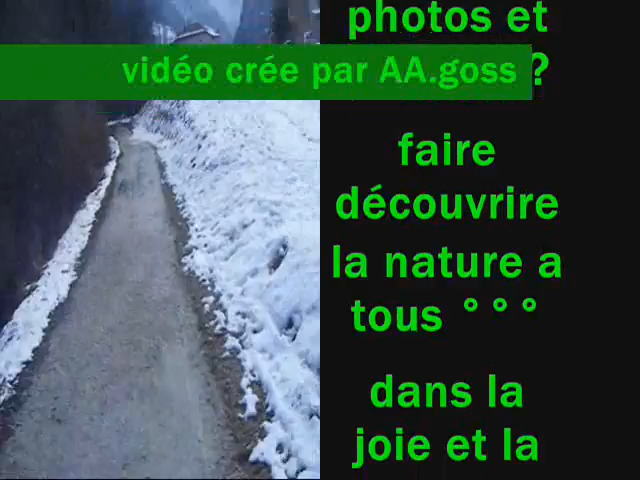 photos et
vidéo crée par AA.goss ?
faire
découvrire
la nature a
tous ° ° °
dans la
joie et la